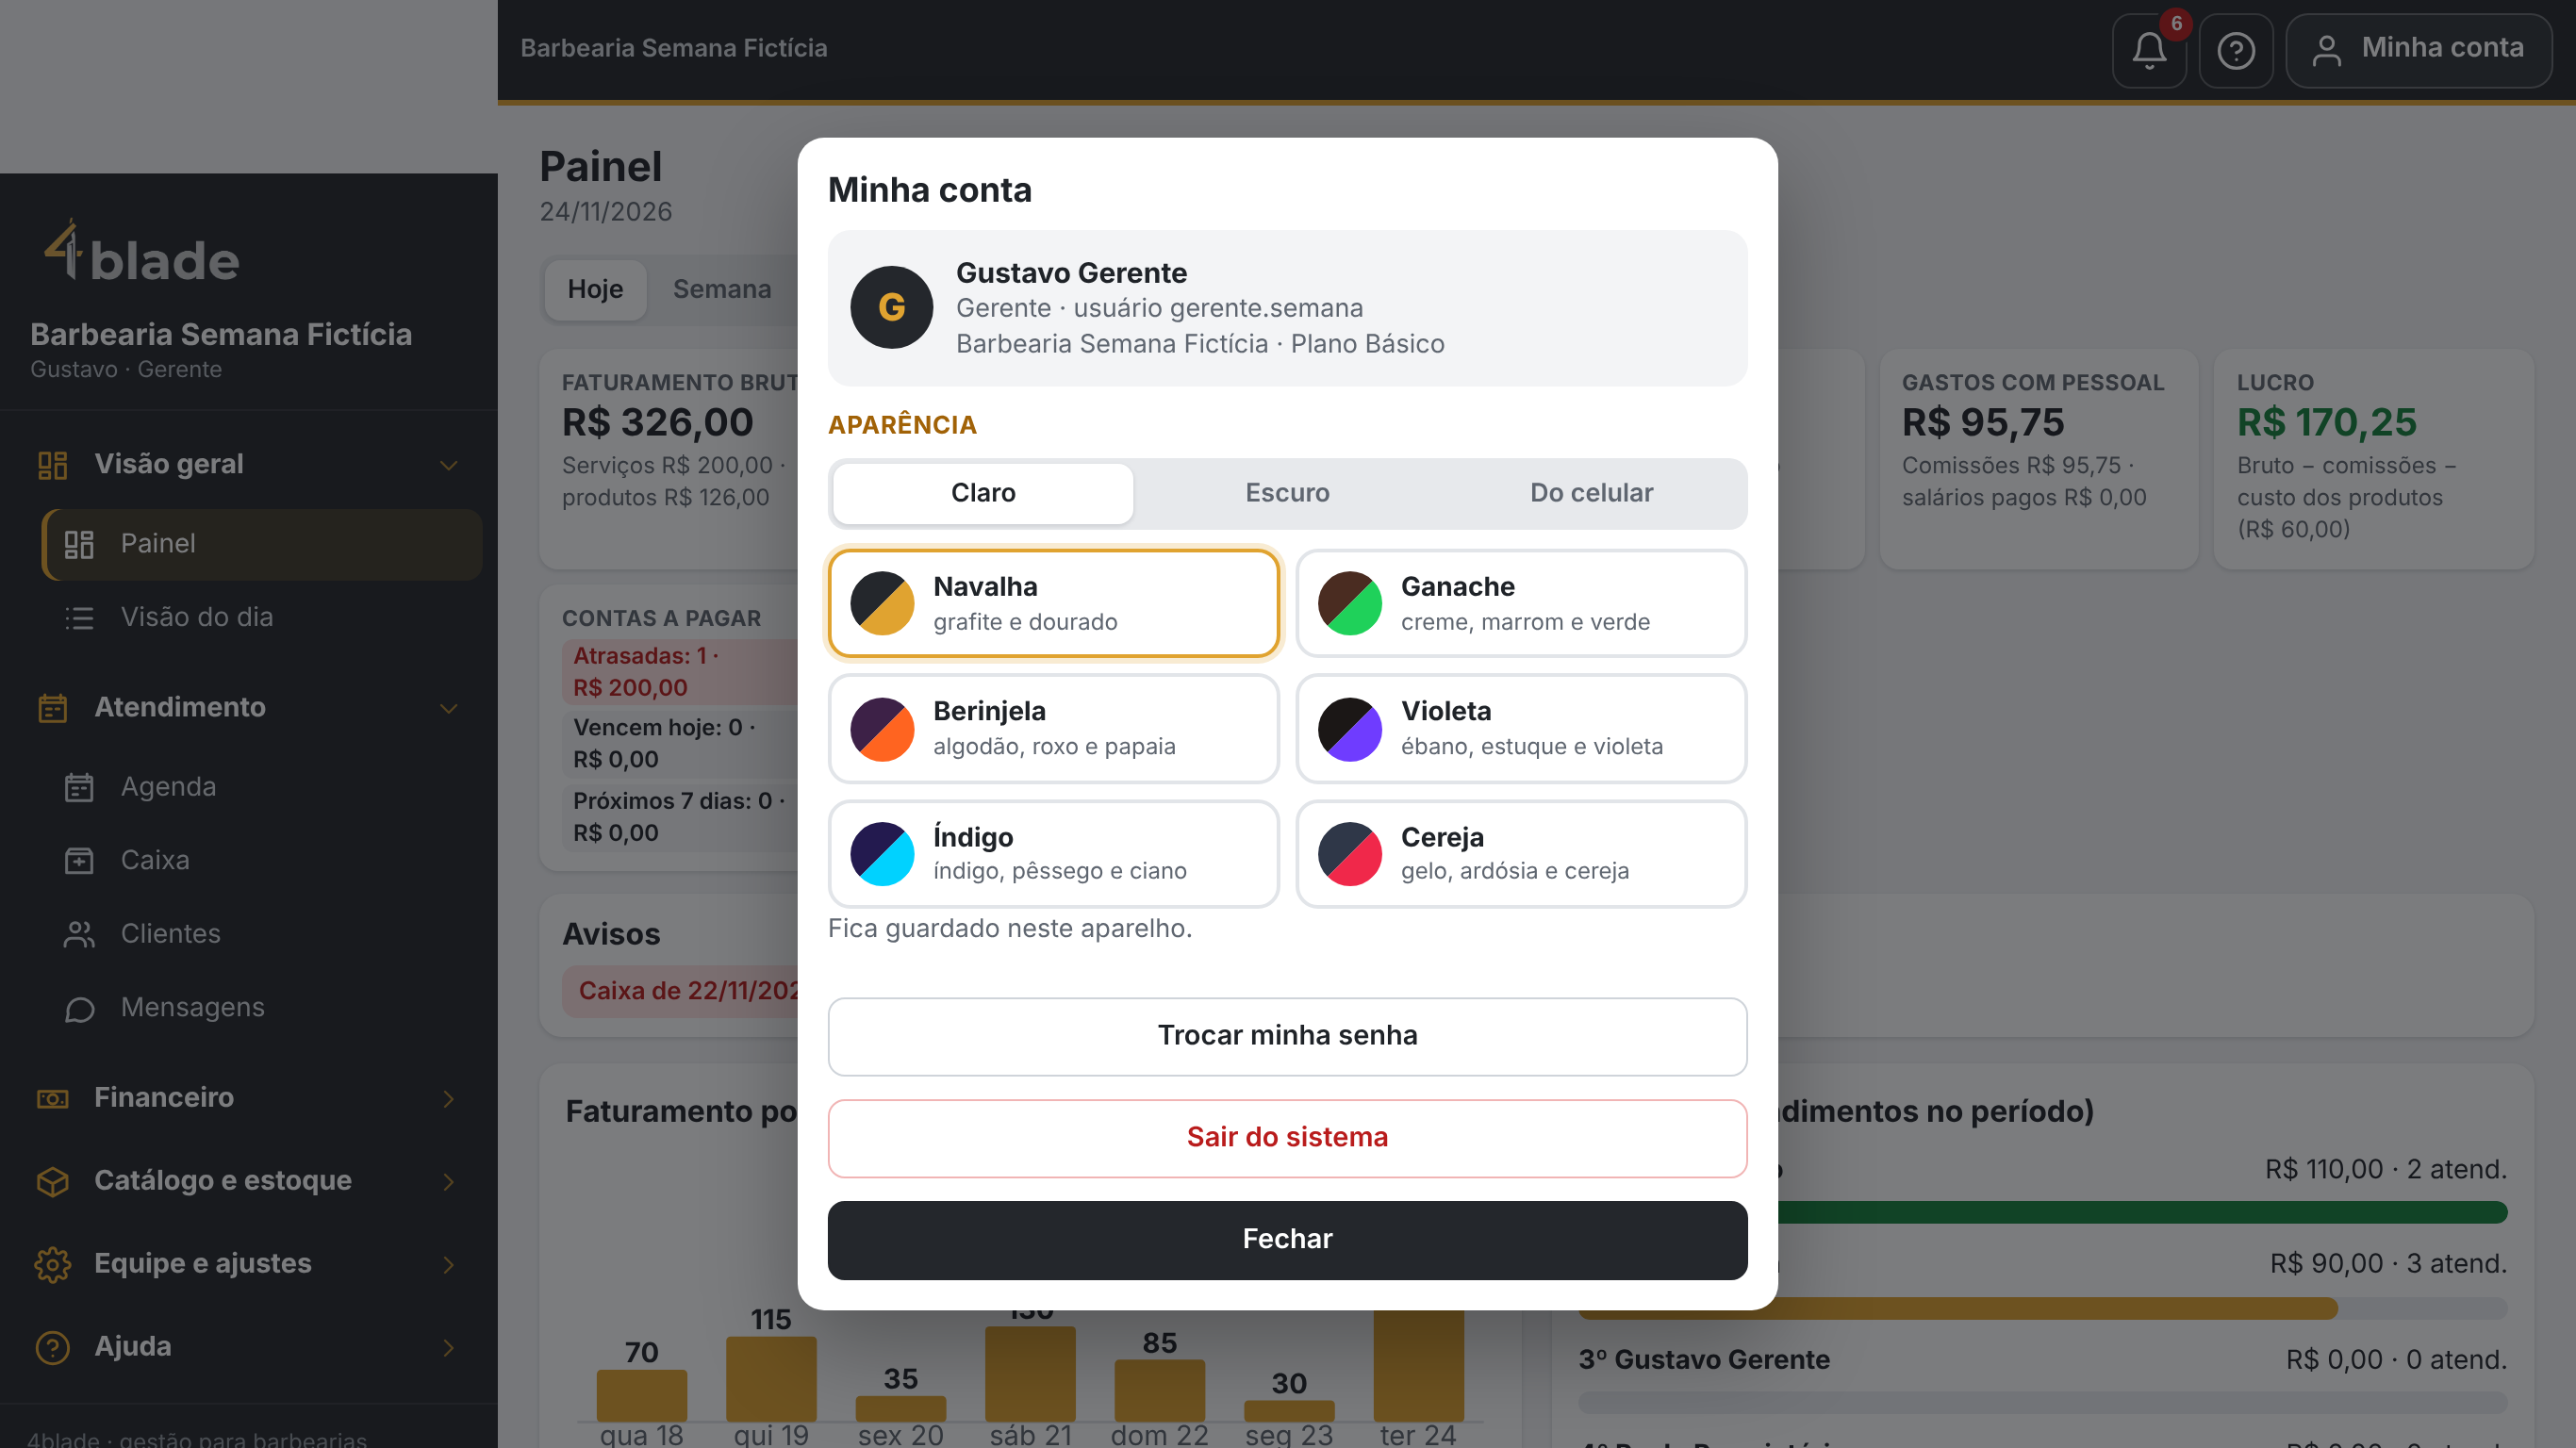 Barbearia Semana Fictícia
6
Minha conta
4blade
Barbearia Semana Fictícia
Gustavo · Gerente
Visão geral
Painel
Visão do dia
Atendimento
Agenda
Caixa
Clientes
Mensagens
Financeiro
Catálogo e estoque
Equipe e ajustes
Ajuda
4blade · gestão para barbearias
Painel
24/11/2026
Hoje
Semana
FATURAMENTO BRUT
R$ 326,00
Serviços R$ 200,00 ·
produtos R$ 126,00
GASTOS COM PESSOAL
R$ 95,75
Comissões R$ 95,75 ·
salários pagos R$ 0,00
LUCRO
R$ 170,25
Bruto – comissões –
custo dos produtos
(R$ 60,00)
CONTAS A PAGAR
Atrasadas: 1 ·
R$ 200,00
Vencem hoje: 0 ·
R$ 0,00
Próximos 7 dias: 0 ·
R$ 0,00
Avisos
Caixa de 22/11/202
Minha conta
G
Gustavo Gerente
Gerente · usuário gerente.semana
Barbearia Semana Fictícia · Plano Básico
APARÊNCIA
Claro
Escuro
Do celular
Navalha
grafite e dourado
Ganache
creme, marrom e verde
Berinjela
algodão, roxo e papaia
Violeta
ébano, estuque e violeta
Índigo
índigo, pêssego e ciano
Cereja
gelo, ardósia e cereja
Fica guardado neste aparelho.
Trocar minha senha
Sair do sistema
Fechar
Faturamento po
70
115
35
85
30
qua 18
qui 19
sex 20
sáb 21
dom 22
seg 23
ter 24
dimentos no período)
R$ 110,00 · 2 atend.
R$ 90,00 · 3 atend.
3º Gustavo Gerente
R$ 0,00 · 0 atend.